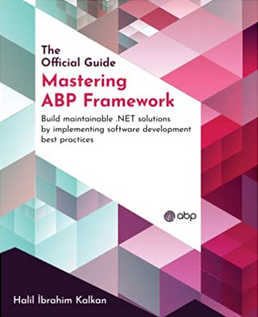 The
Official Guide
Mastering
ABP Framework
Build maintainable .NET solutions
by implementing software development
best practices
abp
Halil İbrahim Kalkan